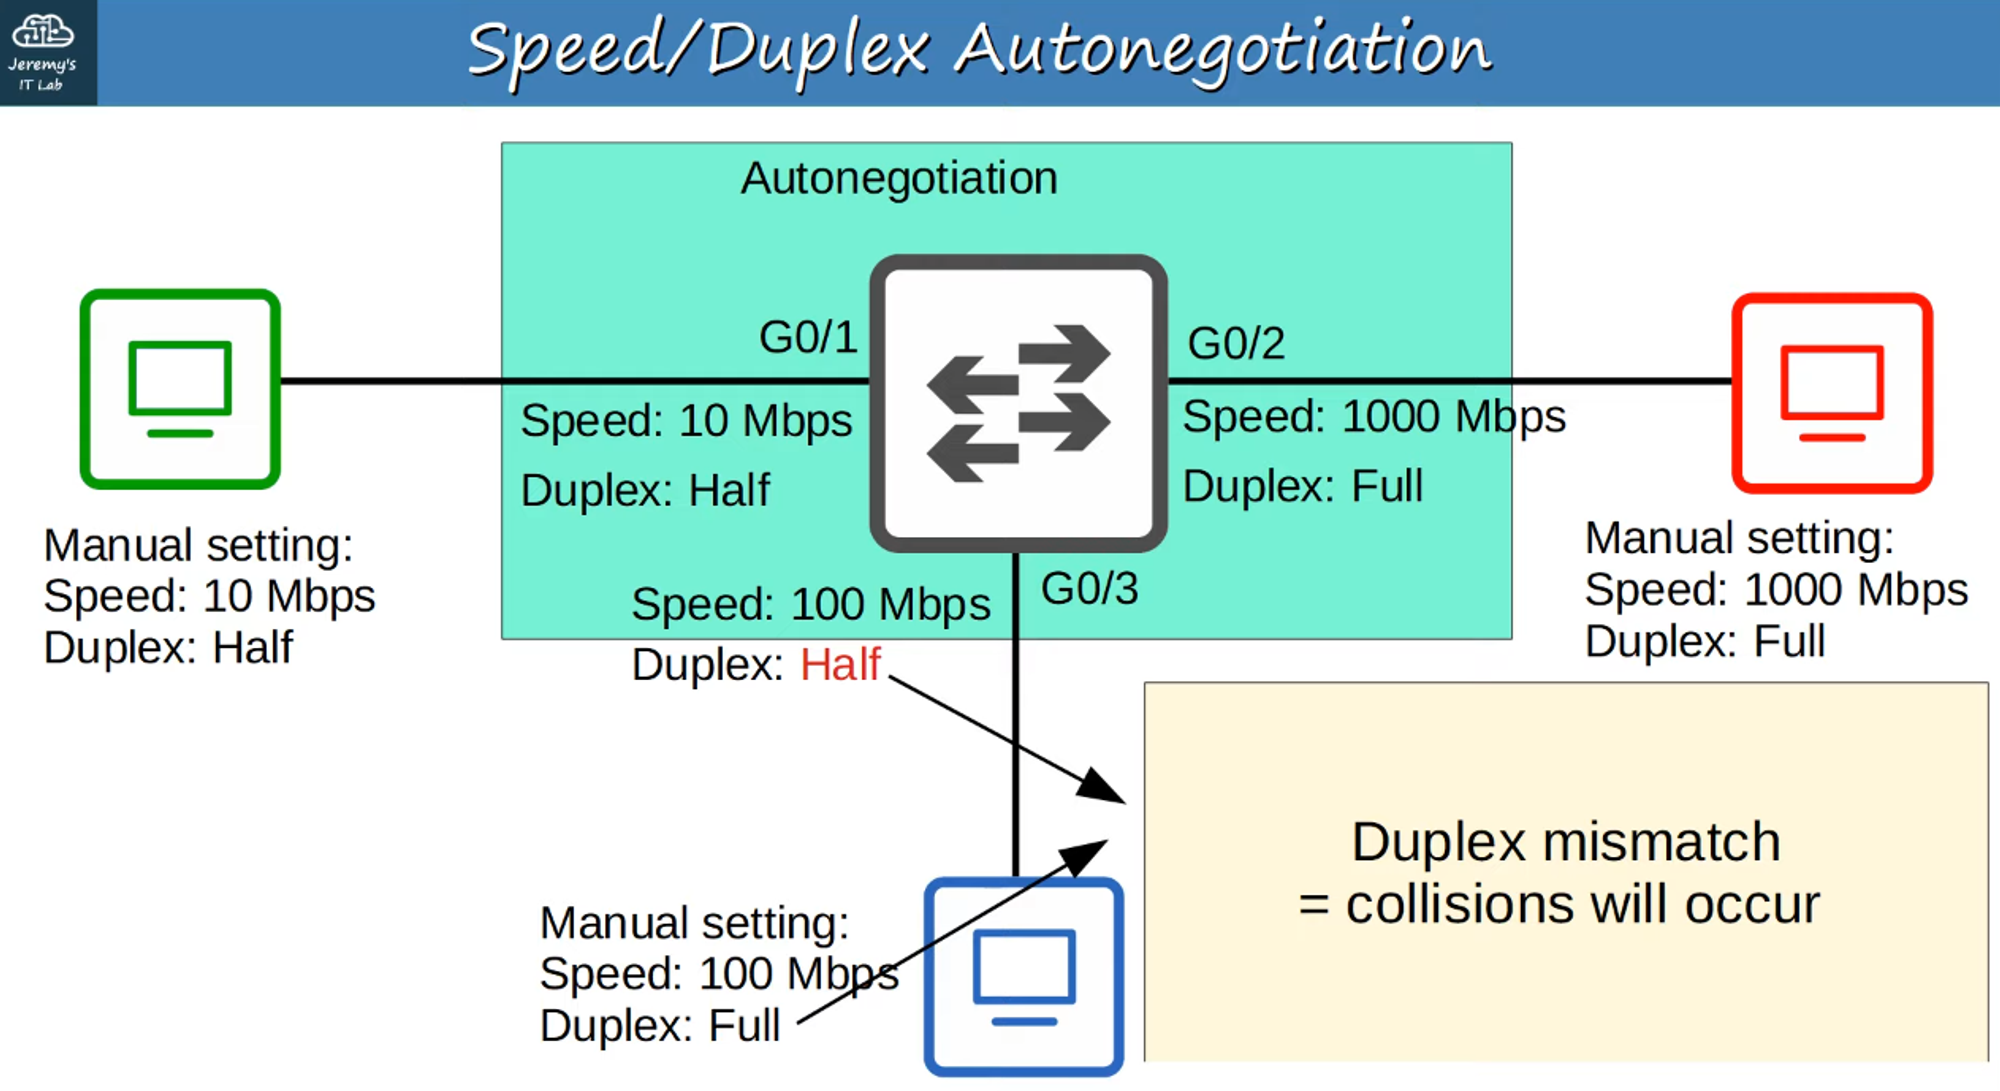 Jeremy's
IT Lab
Speed/Duplex Autonegotiation
Autonegotiation
G0/1
G0/2
Speed: 10 Mbps
Duplex: Half
Speed: 1000 Mbps
Duplex: Full
Manual setting:
Speed: 10 Mbps
Duplex: Half
Manual setting:
Speed: 1000 Mbps
Duplex: Full
G0/3
Speed: 100 Mbps
Duplex: Half
Manual setting:
Speed: 100 Mbps
Duplex: Full
Duplex mismatch
= collisions will occur